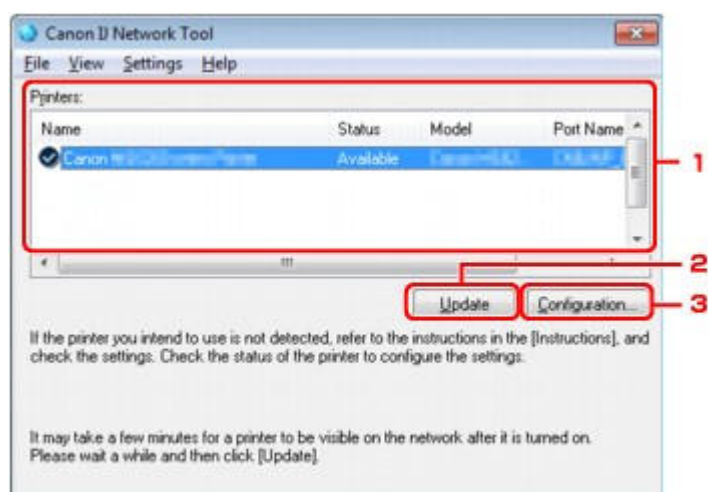 Canon IJ Network Tool
File View Settings Help
Printers:
Name Status Model Port Name
Canon Available
1
2
Update Configuration...
3
If the printer you intend to use is not detected, refer to the instructions in the [Instructions], and
check the settings. Check the status of the printer to configure the settings.
It may take a few minutes for a printer to be visible on the network after it is turned on.
Please wait a while and then click [Update].